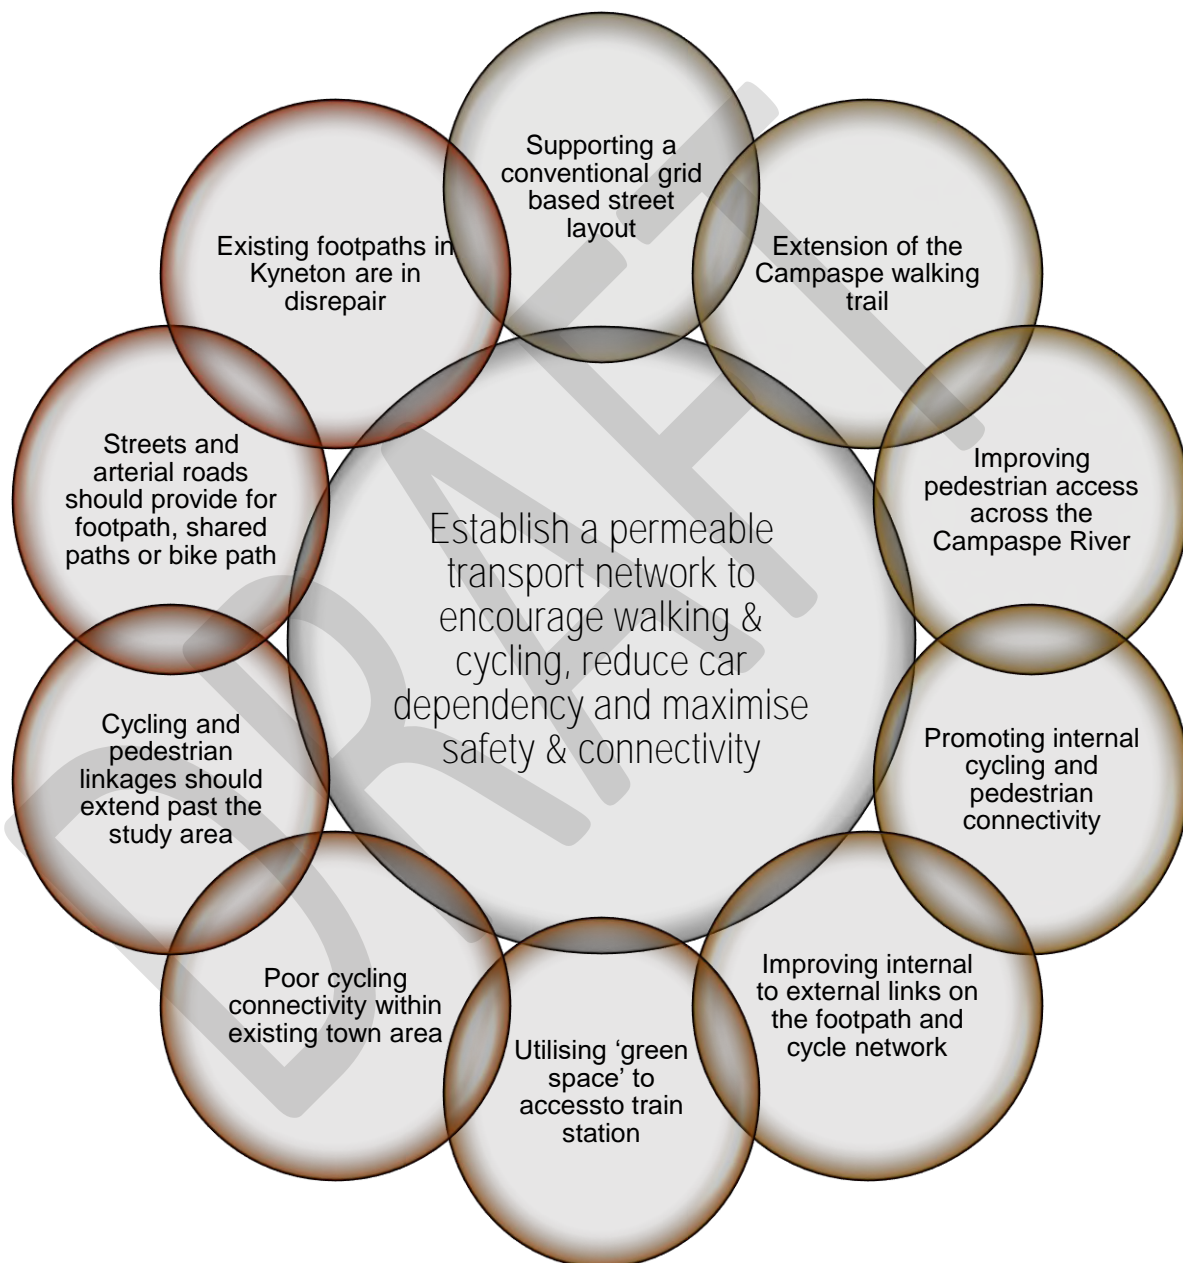 Supporting a
conventional grid
based street
layout
Extension of the
Campaspe walking
trail
Improving
pedestrian access
across the
Campaspe River
Promoting internal
cycling and
pedestrian
connectivity
Improving internal
to external links on
the footpath and
cycle network
Utilising ‘green
space’ to
accessto train
station
Poor cycling
connectivity within
existing town area
Cycling and
pedestrian
linkages should
extend past the
study area
Streets and
arterial roads
should provide for
footpath, shared
paths or bike path
Existing footpaths in
Kyneton are in
disrepair
Establish a permeable
transport network to
encourage walking &
cycling, reduce car
dependency and maximise
safety & connectivity
DRAFT